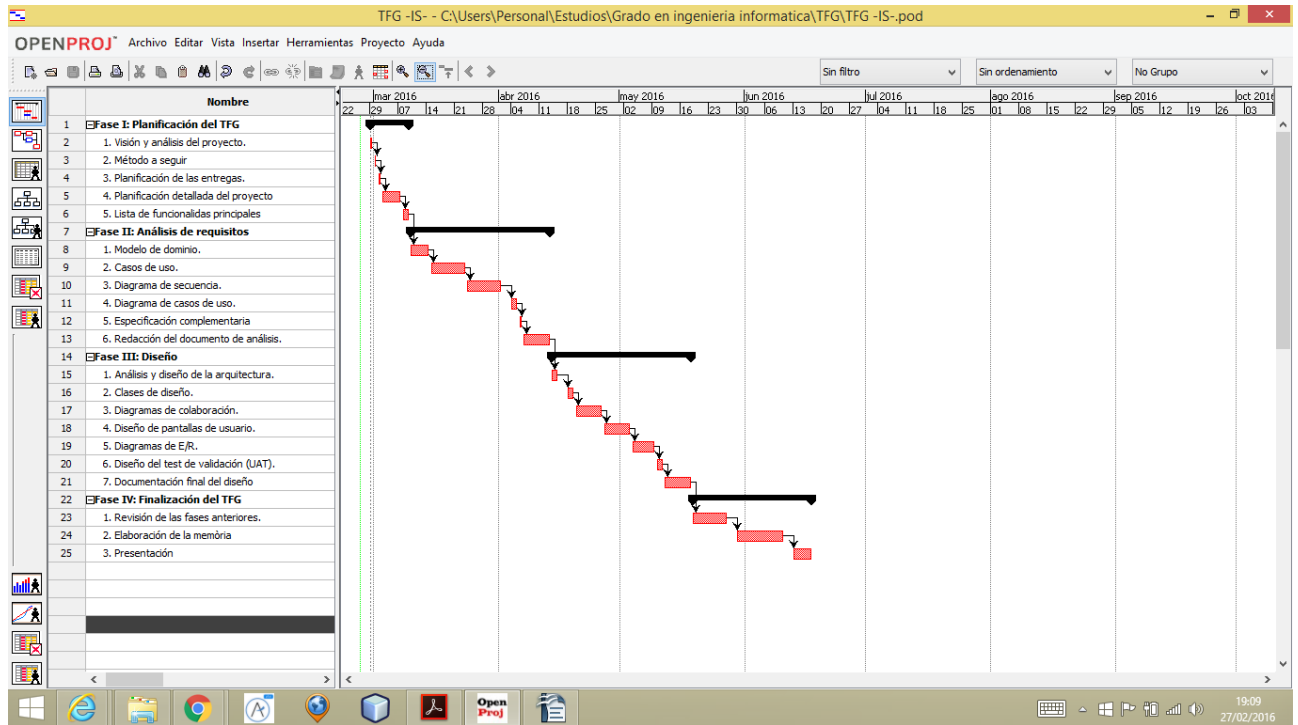 TFG -IS- - C:\Users\Personal\Estudios\Grado en ingenieria informatica\TFG\TFG -IS-.pod
OPENPROJ™ Archivo Editar Vista Insertar Herramientas Proyecto Ayuda
Sin filtro Sin ordenamiento No Grupo
Nombre
mar 2016 abr 2016 may 2016 jun 2016 jul 2016 ago 2016 sep 2016 oct 2016
22 29 07 14 21 28 04 11 18 25 02 09 16 23 30 06 13 20 27 04 11 18 25 01 08 15 22 29 05 12 19 26 03
1 Fase I: Planificación del TFG
2 1. Visión y análisis del proyecto.
3 2. Método a seguir
4 3. Planificación de las entregas.
5 4. Planificación detallada del proyecto
6 5. Lista de funcionalidas principales
7 Fase II: Análisis de requisitos
8 1. Modelo de dominio.
9 2. Casos de uso.
10 3. Diagrama de secuencia.
11 4. Diagrama de casos de uso.
12 5. Especificación complementaria
13 6. Redacción del documento de análisis.
14 Fase III: Diseño
15 1. Análisis y diseño de la arquitectura.
16 2. Clases de diseño.
17 3. Diagramas de colaboración.
18 4. Diseño de pantallas de usuario.
19 5. Diagramas de E/R.
20 6. Diseño del test de validación (UAT).
21 7. Documentación final del diseño
22 Fase IV: Finalización del TFG
23 1. Revisión de las fases anteriores.
24 2. Elaboración de la memòria
25 3. Presentación
Open
Proj
19:09
27/02/2016